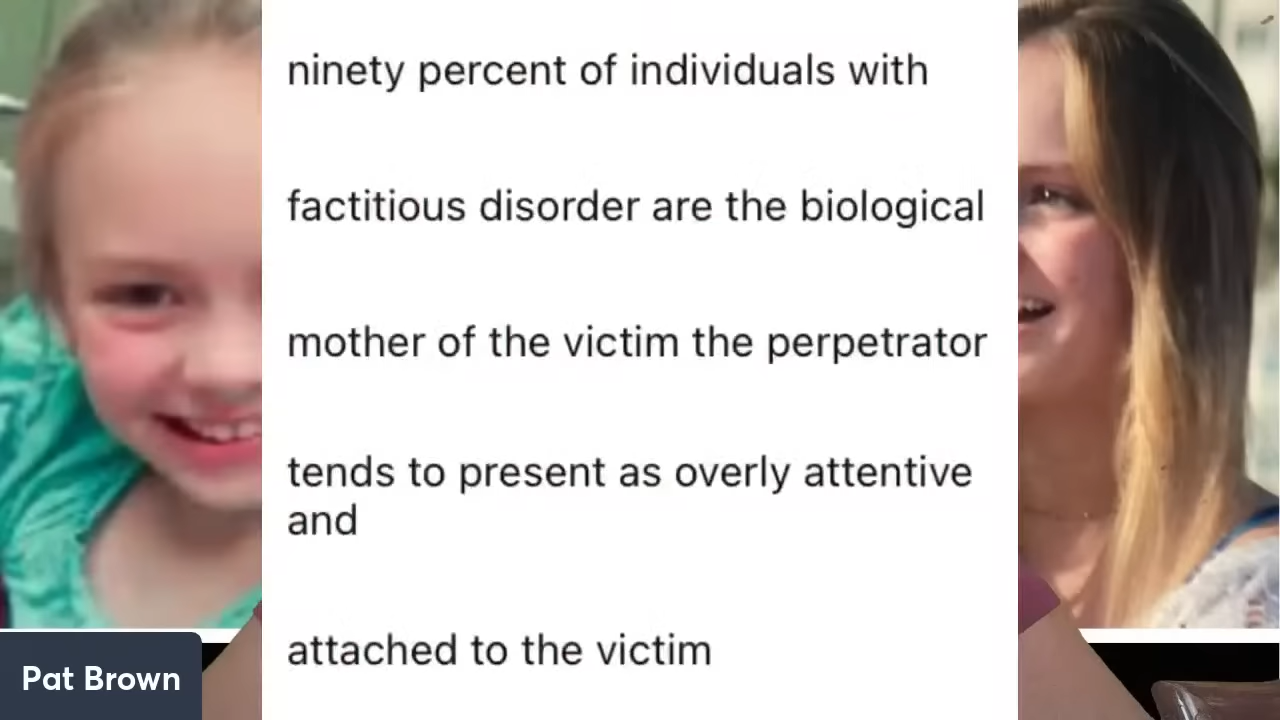 ninety percent of individuals with
factitious disorder are the biological
mother of the victim the perpetrator
tends to present as overly attentive
and
attached to the victim
Pat Brown